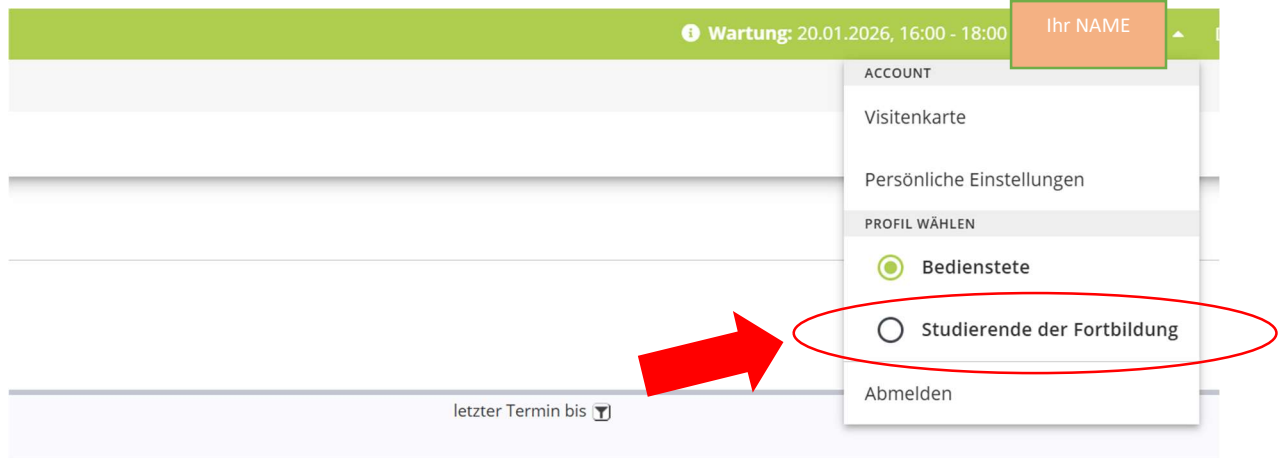 Wartung: 20.01.2026, 16:00 - 18:00
Ihr NAME
ACCOUNT
Visitenkarte
Persönliche Einstellungen
PROFIL WÄHLEN
Bedienstete
Studierende der Fortbildung
Abmelden
letzter Termin bis